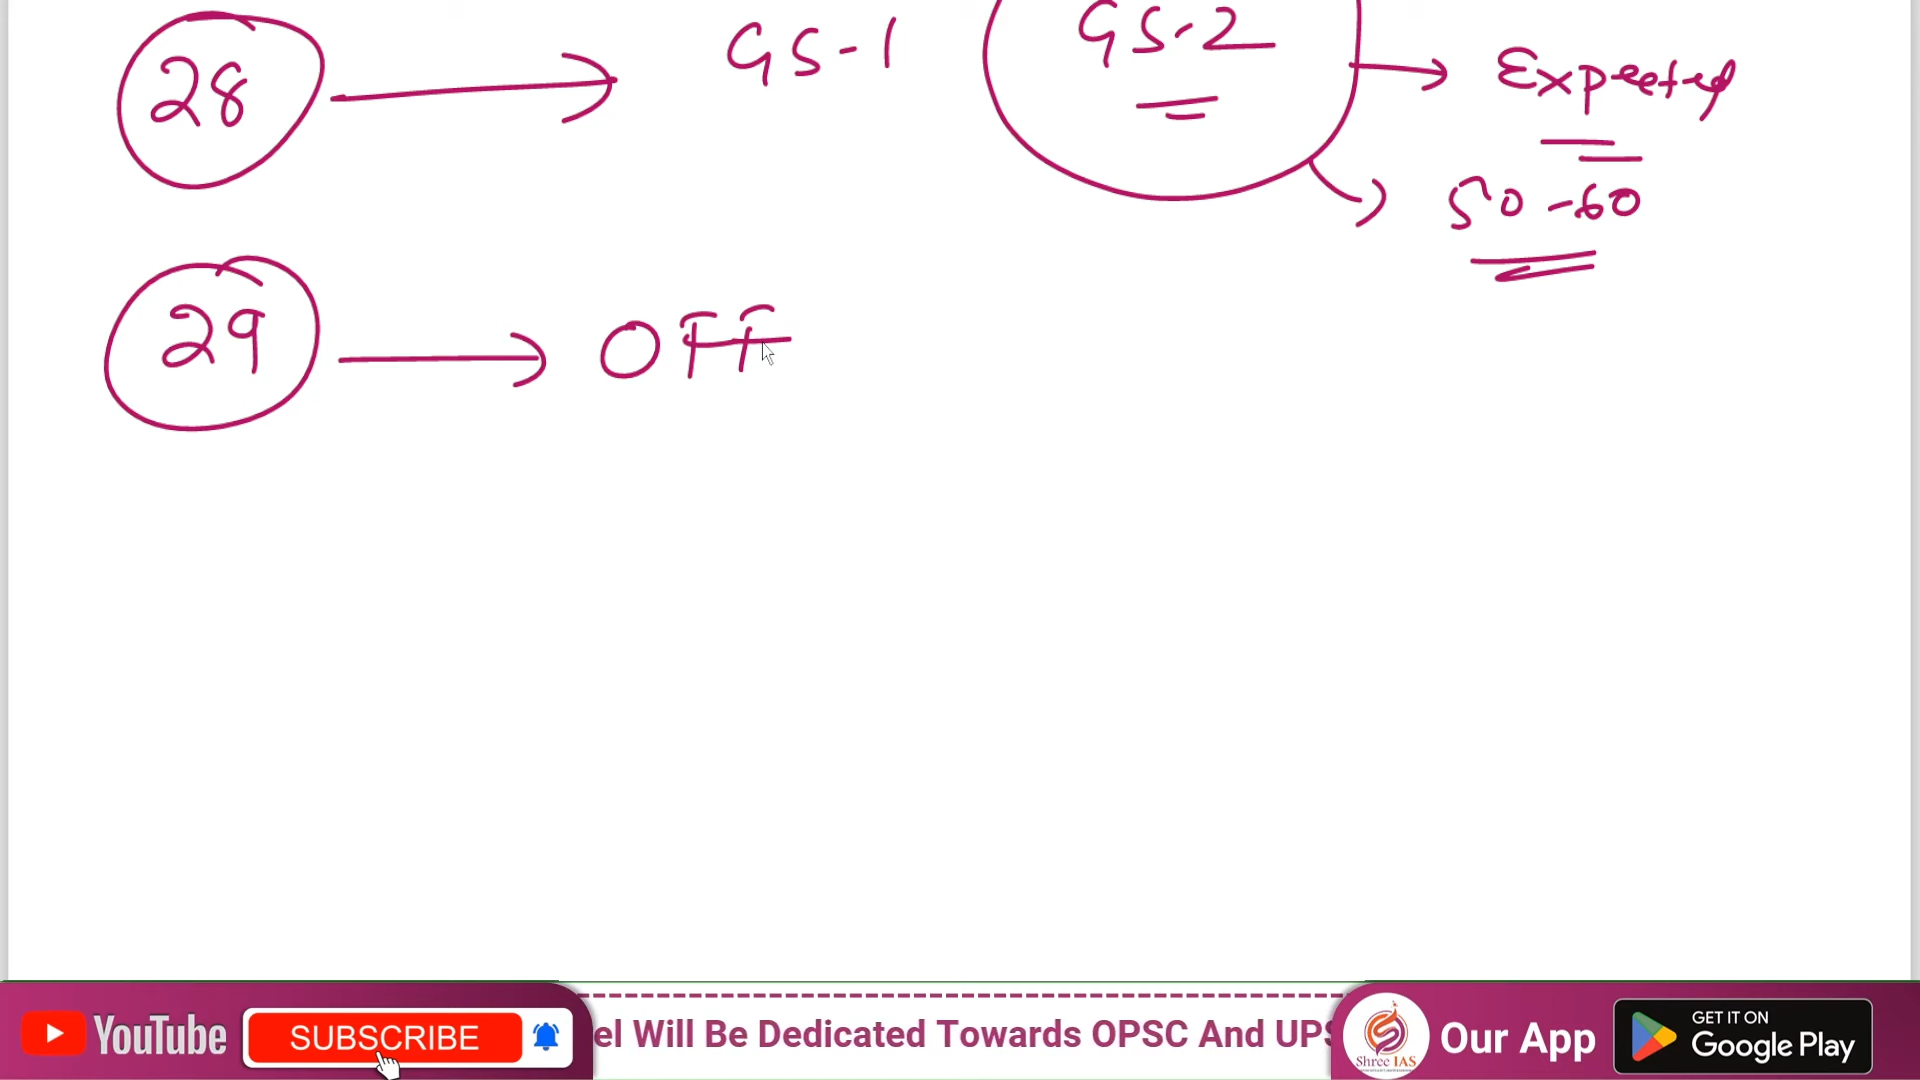 28 → GS-1 GS-2 → Expected
→ 50-60
29 → OFF
YouTube SUBSCRIBE el Will Be Dedicated Towards OPSC And UPS Shree IAS Our App GET IT ON Google Play